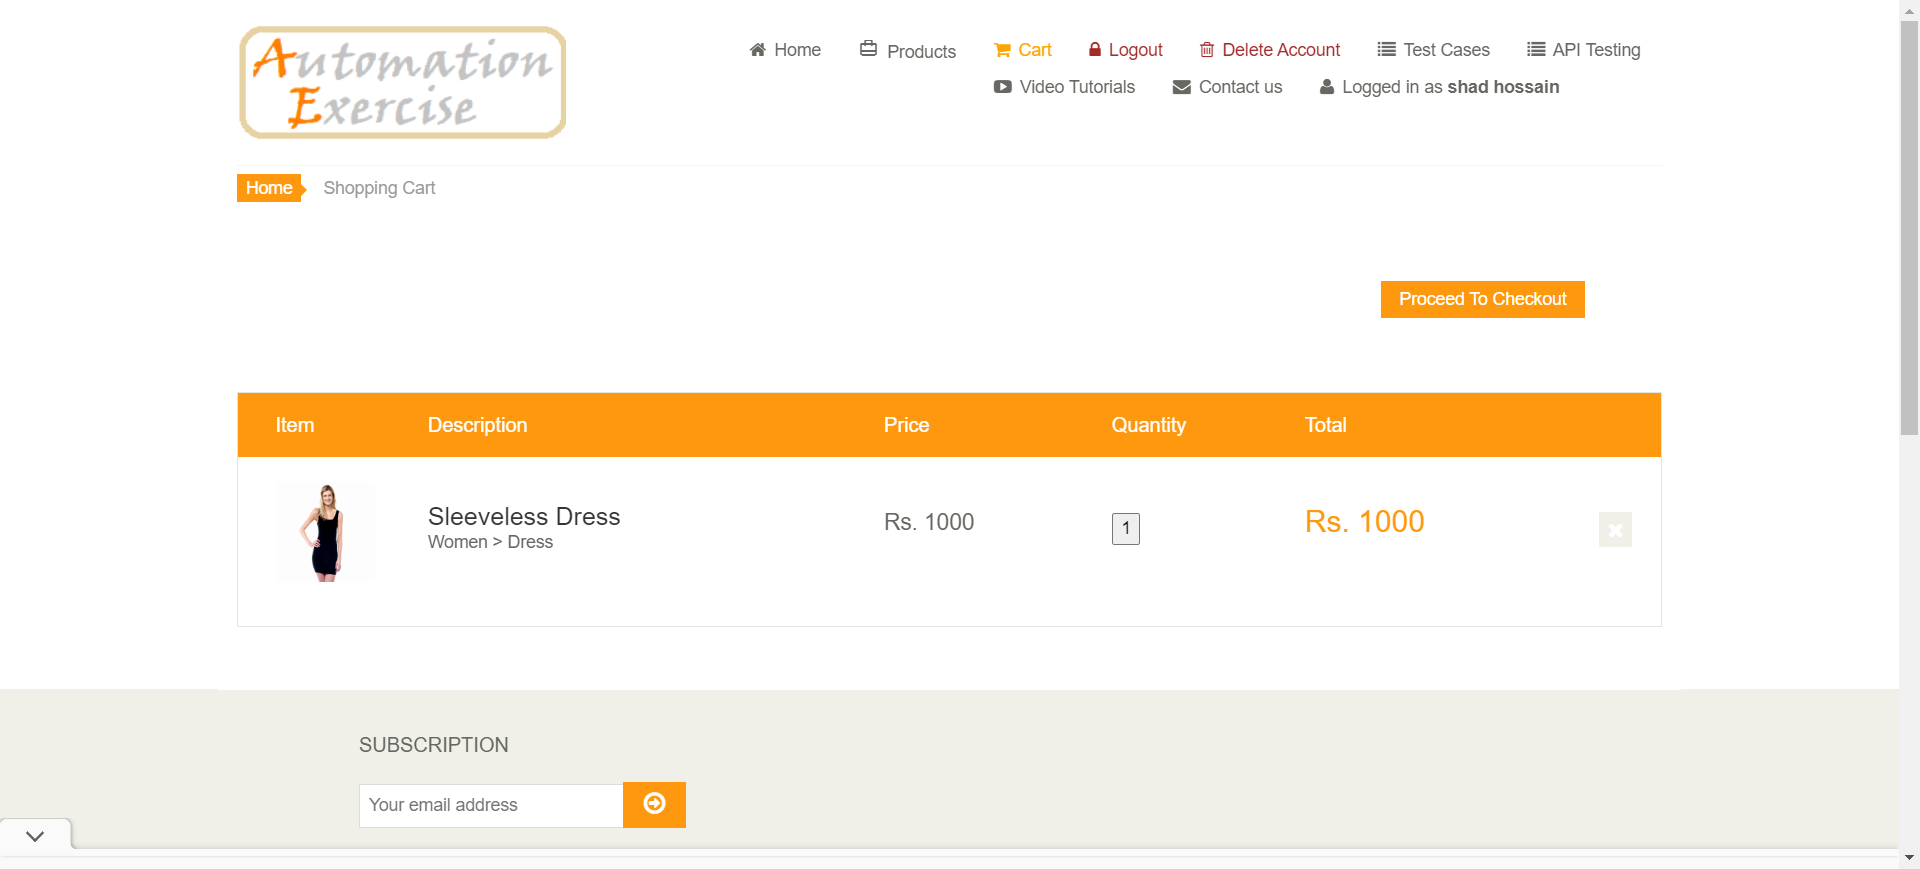 Automation
Exercise
Home Products Cart Logout Delete Account Test Cases API Testing
Video Tutorials Contact us Logged in as shad hossain
Home Shopping Cart
Proceed To Checkout
Item Description Price Quantity Total
Sleeveless Dress Rs. 1000 1 Rs. 1000
Women > Dress
SUBSCRIPTION
Your email address